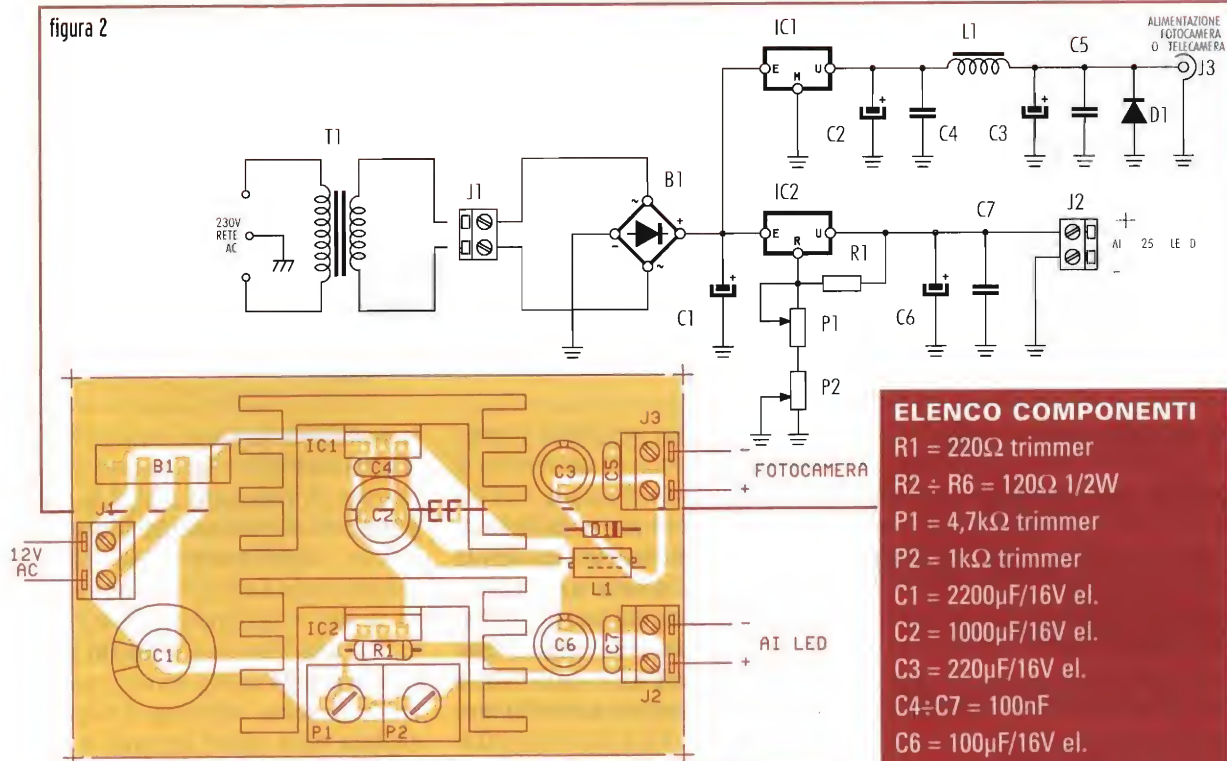 figura 2
IC1
L1
C5
ALIMENTAZIONE
FOTOCAMERA
O TELECAMERA
J3
E
U
M
+
+
C2
C4
C3
D1
T1
J1
B1
IC2
C7
J2
230V
RETE
AC
~
-
+
~
E
U
R
R1
+
AI 25 LED
-
+
C1
P1
+
C6
P2
B1
IC1
C4
C2
EF
C3
C5
J3
-
+
FOTOCAMERA
J1
12V
AC
D1
L1
C1
IC2
R1
P1
P2
C6
C7
J2
-
+
AI LED
ELENCO COMPONENTI
R1 = 220Ω trimmer
R2 ÷ R6 = 120Ω 1/2W
P1 = 4,7kΩ trimmer
P2 = 1kΩ trimmer
C1 = 2200µF/16V el.
C2 = 1000µF/16V el.
C3 = 220µF/16V el.
C4÷C7 = 100nF
C6 = 100µF/16V el.